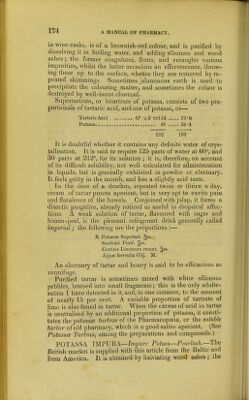 174 A MANUAL OF PHARMACY.
in wine casks, is of a brownish-red colour, and is purified by
dissolving it in boiling water, and adding albumen and wood
ashes; the former coagulates, fronts, and entangles various
impurities, whilst the latter occasions an efflorescence, throw-
ing these up to the surface, whence they are removed by re-
peated skimmings. Sometimes aluminous earth is used to
precipitate the colouring matter, and sometimes the colour is
destroyed by well-burnt charcoal.
Supertartrate, or bitartrate of potassa, consists of two pro-
portionals of tartaric acid, and one of potassa, or—
Tartaric Acid ....... 67 ×2 =134 .... 73·6
Potassa .................. 48 .... 26·4
182 100
It is doubtful whether it contains any definite water of crys-
tallisation. It is said to require 125 parts of water at 60°, and
30 parts at 212°, for its solution; it is, therefore, on account
of its difficult solubility, not well calculated for administration
in liquids, but is generally exhibited in powder or electuary.
It feels gritty in the mouth, and has a slightly acid taste.
In the dose of a drachm, repeated twice or thrice a day,
cream of tartar proves aperient, but is very apt to excite pain
and flatulence of the bowels. Conjoined with jalap, it forms a
diuretic purgative, almost critical as useful in dropsical affec-
tions. A weak solution of tartar, flavoured with sugar and
lemon-peel, is the pleasant refrigerant drink generally called
imperial; the following are the proportions:—
℞ Potassæ Supertart.
Sacchari Purif.
Corticis Limonum recent.
Aquæ ferventis Oij. M.
An electuary of tartar and honey is said to be efficacious as
vermifuge.
Purified tartar is sometimes mixed with white siliceous
pebbles, bruised into small fragments; this is the only adulte-
ration I have detected is it, and, in one instance, to the amount
of nearly 15 per cent. A variable proportion of tartrate of
lime is also found in tartar. When the excess of acid in tartar
is neutralised by an additional proportion of potassa, it consti-
tutes the potassæ tartras of the Pharmacopœia, or the soluble
tartar of old pharmacy, which is a good saline aperient. (See
Potassæ Tartras, among the preparations and compounds.)
POTASSA IMPURA—Impure Potass—Pearlash.—The
British market is supplied with this article from the Baltic and
from America. It is obtained by lixiviating wood ashes; the